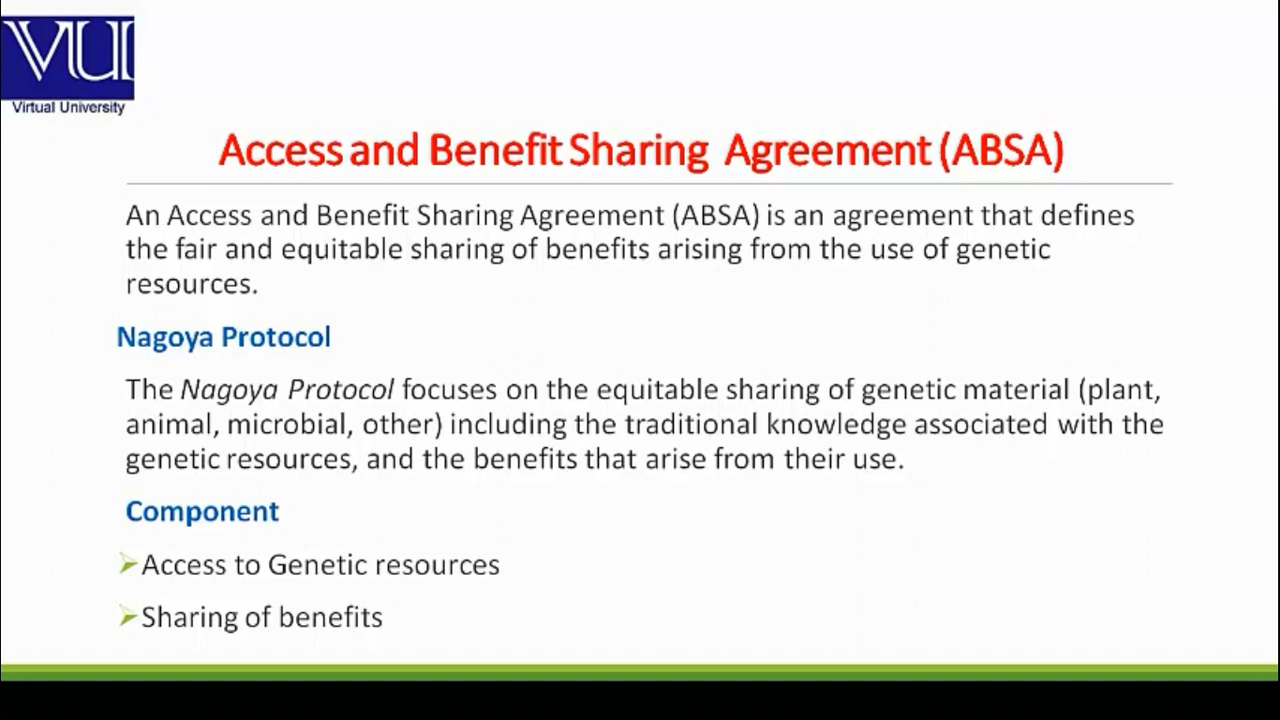 VU
Virtual University
Access and Benefit Sharing Agreement (ABSA)
An Access and Benefit Sharing Agreement (ABSA) is an agreement that defines
the fair and equitable sharing of benefits arising from the use of genetic
resources.
Nagoya Protocol
The Nagoya Protocol focuses on the equitable sharing of genetic material (plant,
animal, microbial, other) including the traditional knowledge associated with the
genetic resources, and the benefits that arise from their use.
Component
Access to Genetic resources
Sharing of benefits